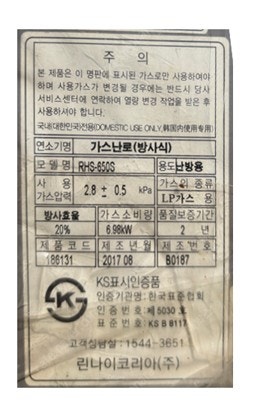 주 의
본 제품은 이 명판에 표시된 가스로만 사용하여야
하며 사용가스가 변경될 경우에는 반드시 당사
서비스센터에 연락하여 열량 변경 작업을 받은 후
사용하셔야 합니다.
국내(대한민국)전용(DOMESTIC USE ONLY, 韓国内使用専用)
연소기명 가스난로(방사식)
모델명 RHS-650S 용도 난방용
사용가스압력 2.8 ± 0.5 kPa 가스의 종류 LP가스 용
방사효율 가스소비량 품질보증기간
20% 6.98kW 2 년
제품코드 제조년월 제조번호
186131 2017 08 B0187
KS표시인증품
인증기관명: 한국표준협회
인증번호: 제 5030 호
표준번호: KS B 8117
고객상담실: 1544-3651
린나이코리아(주)